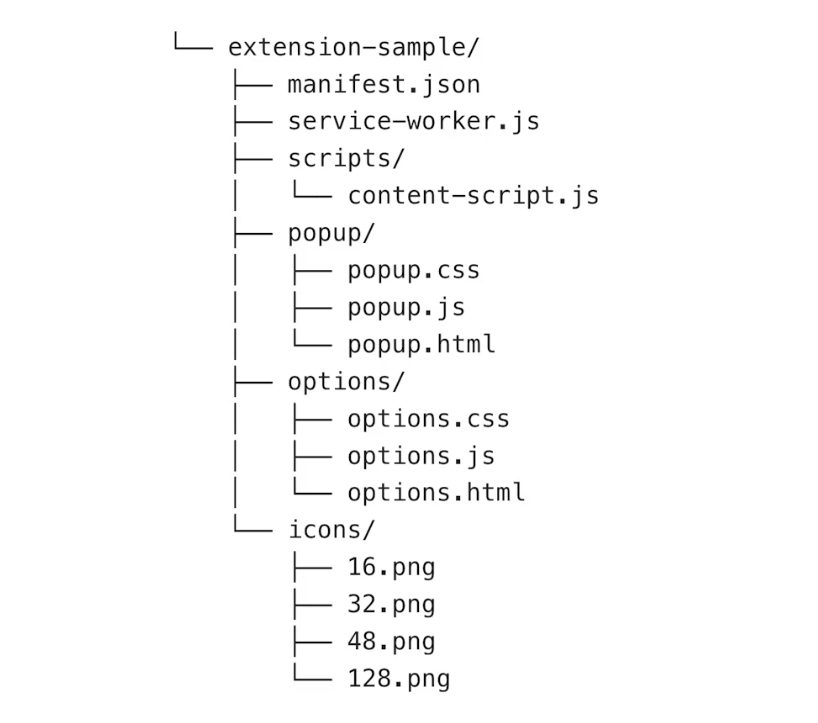 └── extension-sample/
    ├── manifest.json
    ├── service-worker.js
    ├── scripts/
    │   └── content-script.js
    ├── popup/
    │   ├── popup.css
    │   ├── popup.js
    │   └── popup.html
    ├── options/
    │   ├── options.css
    │   ├── options.js
    │   └── options.html
    └── icons/
        ├── 16.png
        ├── 32.png
        ├── 48.png
        └── 128.png